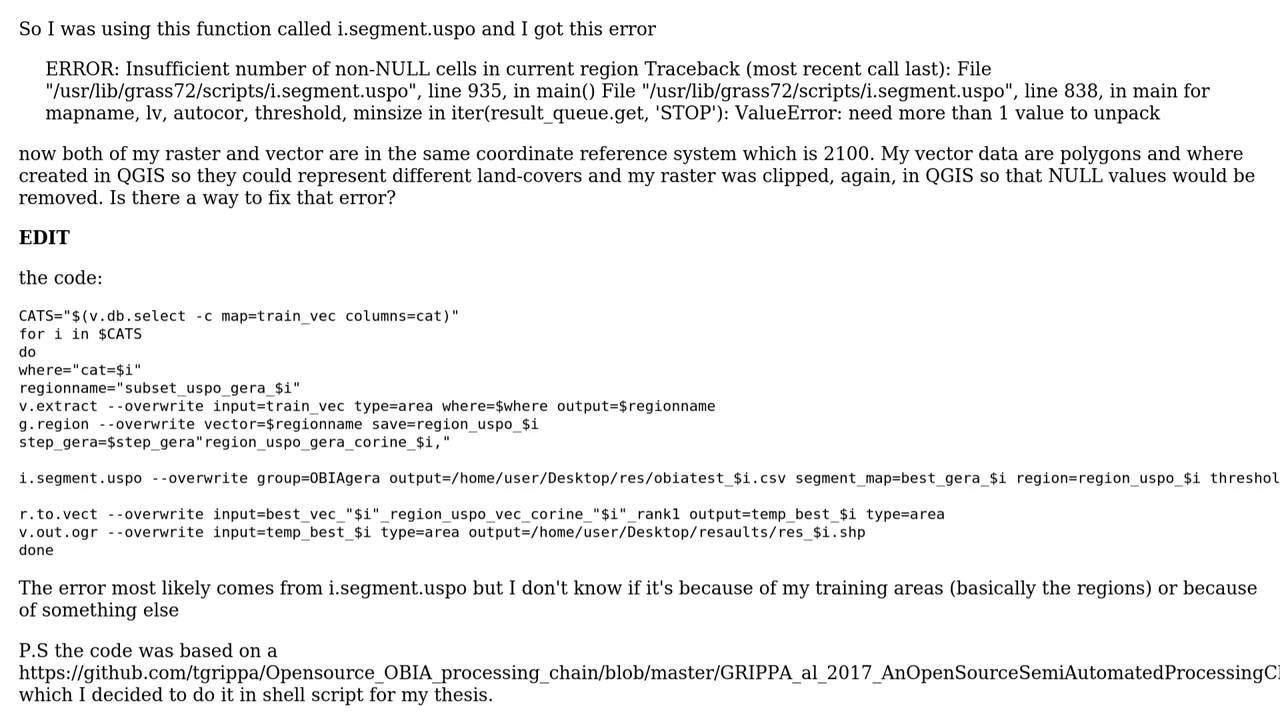 So I was using this function called i.segment.uspo and I got this error
ERROR: Insufficient number of non-NULL cells in current region Traceback (most recent call last): File
"/usr/lib/grass72/scripts/i.segment.uspo", line 935, in main() File "/usr/lib/grass72/scripts/i.segment.uspo", line 838, in main for
mapname, lv, autocor, threshold, minsize in iter(result_queue.get, 'STOP'): ValueError: need more than 1 value to unpack
now both of my raster and vector are in the same coordinate reference system which is 2100. My vector data are polygons and where
created in QGIS so they could represent different land-covers and my raster was clipped, again, in QGIS so that NULL values would be
removed. Is there a way to fix that error?
EDIT
the code:
CATS="$(v.db.select -c map=train_vec columns=cat)"
for i in $CATS
do
where="cat=$i"
regionname="subset_uspo_gera_$i"
v.extract --overwrite input=train_vec type=area where=$where output=$regionname
g.region --overwrite vector=$regionname save=region_uspo_$i
step_gera=$step_gera"region_uspo_gera_corine_$i,"
i.segment.uspo --overwrite group=OBIAgera output=/home/user/Desktop/res/obiatest_$i.csv segment_map=best_gera_$i region=region_uspo_$i threshol
r.to.vect --overwrite input=best_vec_"$i"_region_uspo_vec_corine_"$i"_rank1 output=temp_best_$i type=area
v.out.ogr --overwrite input=temp_best_$i type=area output=/home/user/Desktop/resaults/res_$i.shp
done
The error most likely comes from i.segment.uspo but I don't know if it's because of my training areas (basically the regions) or because
of something else
P.S the code was based on a
https://github.com/tgrippa/Opensource_OBIA_processing_chain/blob/master/GRIPPA_al_2017_AnOpenSourceSemiAutomatedProcessingCl
which I decided to do it in shell script for my thesis.